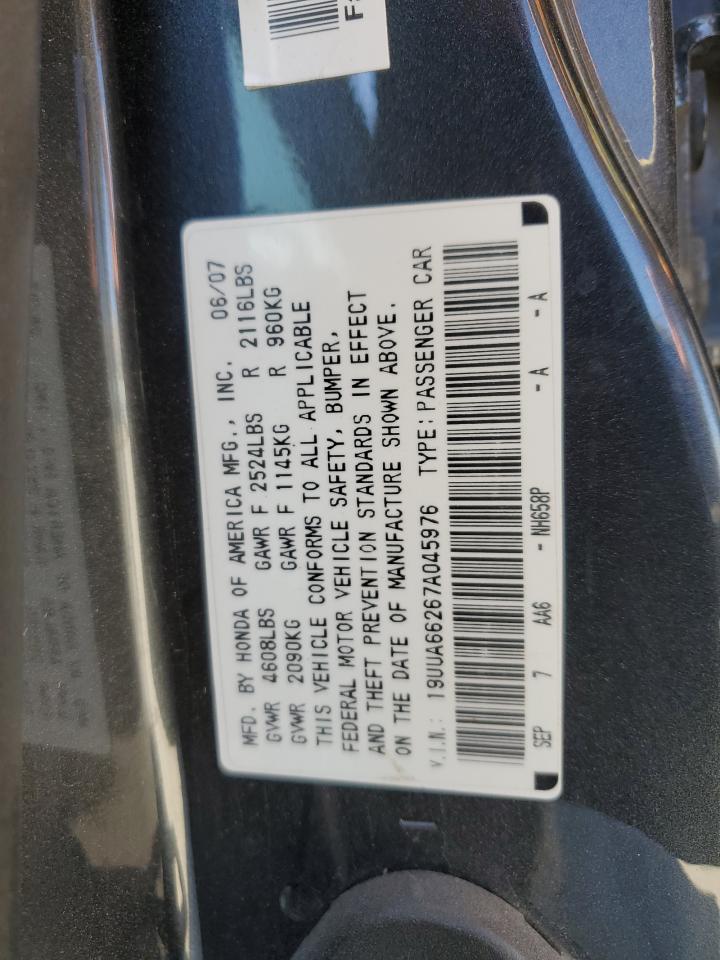 MFD. BY HONDA OF AMERICA MFG., INC. 06/07
GVWR 4608LBS GAWR F 2524LBS R 2116LBS
GVWR 2090KG GAWR F 1145KG R 960KG
THIS VEHICLE CONFORMS TO ALL APPLICABLE
FEDERAL MOTOR VEHICLE SAFETY, BUMPER,
AND THEFT PREVENTION STANDARDS IN EFFECT
ON THE DATE OF MANUFACTURE SHOWN ABOVE.
V.I.N.: 19UUA66267A045976 TYPE: PASSENGER CAR
SEP 7 AA6 - NH658P - A - A